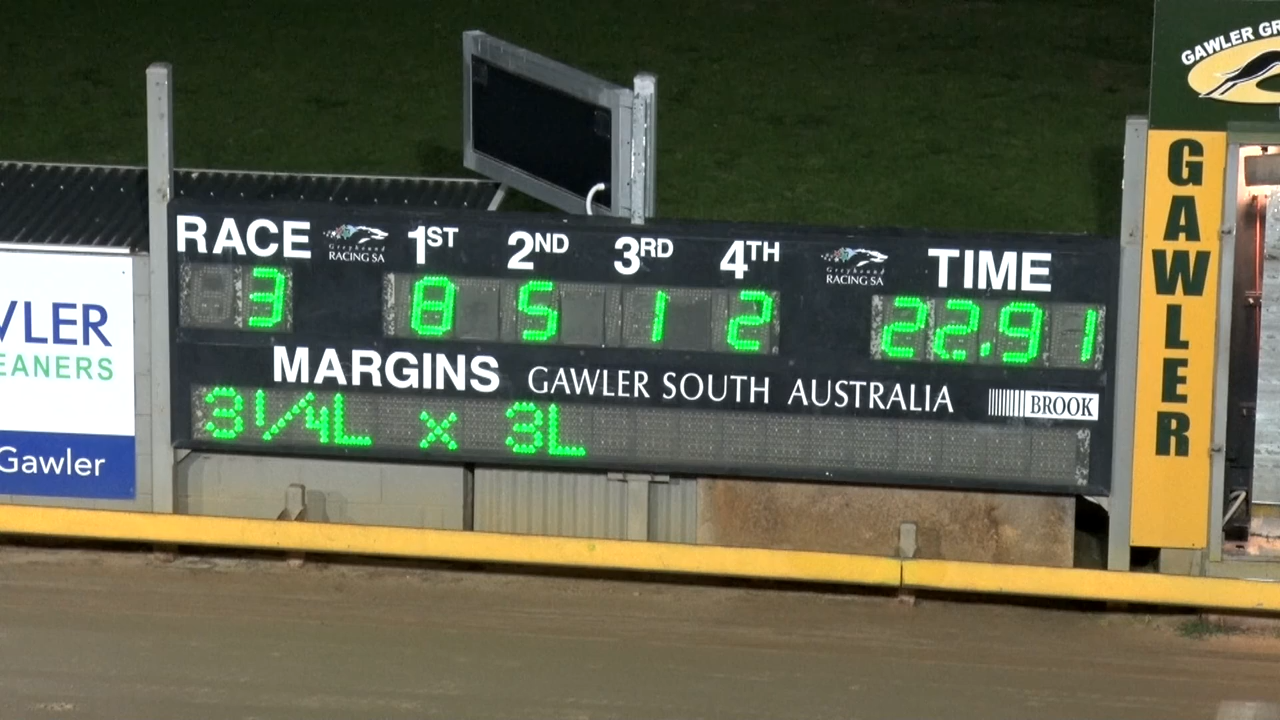 GAWLER GR
RACE Greyhound RACING SA 1ST 2ND 3RD 4TH Greyhound RACING SA TIME
3 8 5 1 2 22.91
MARGINS GAWLER SOUTH AUSTRALIA BROOK
3 1/4L x 3L
VLER
EANERS
Gawler
GAWLER